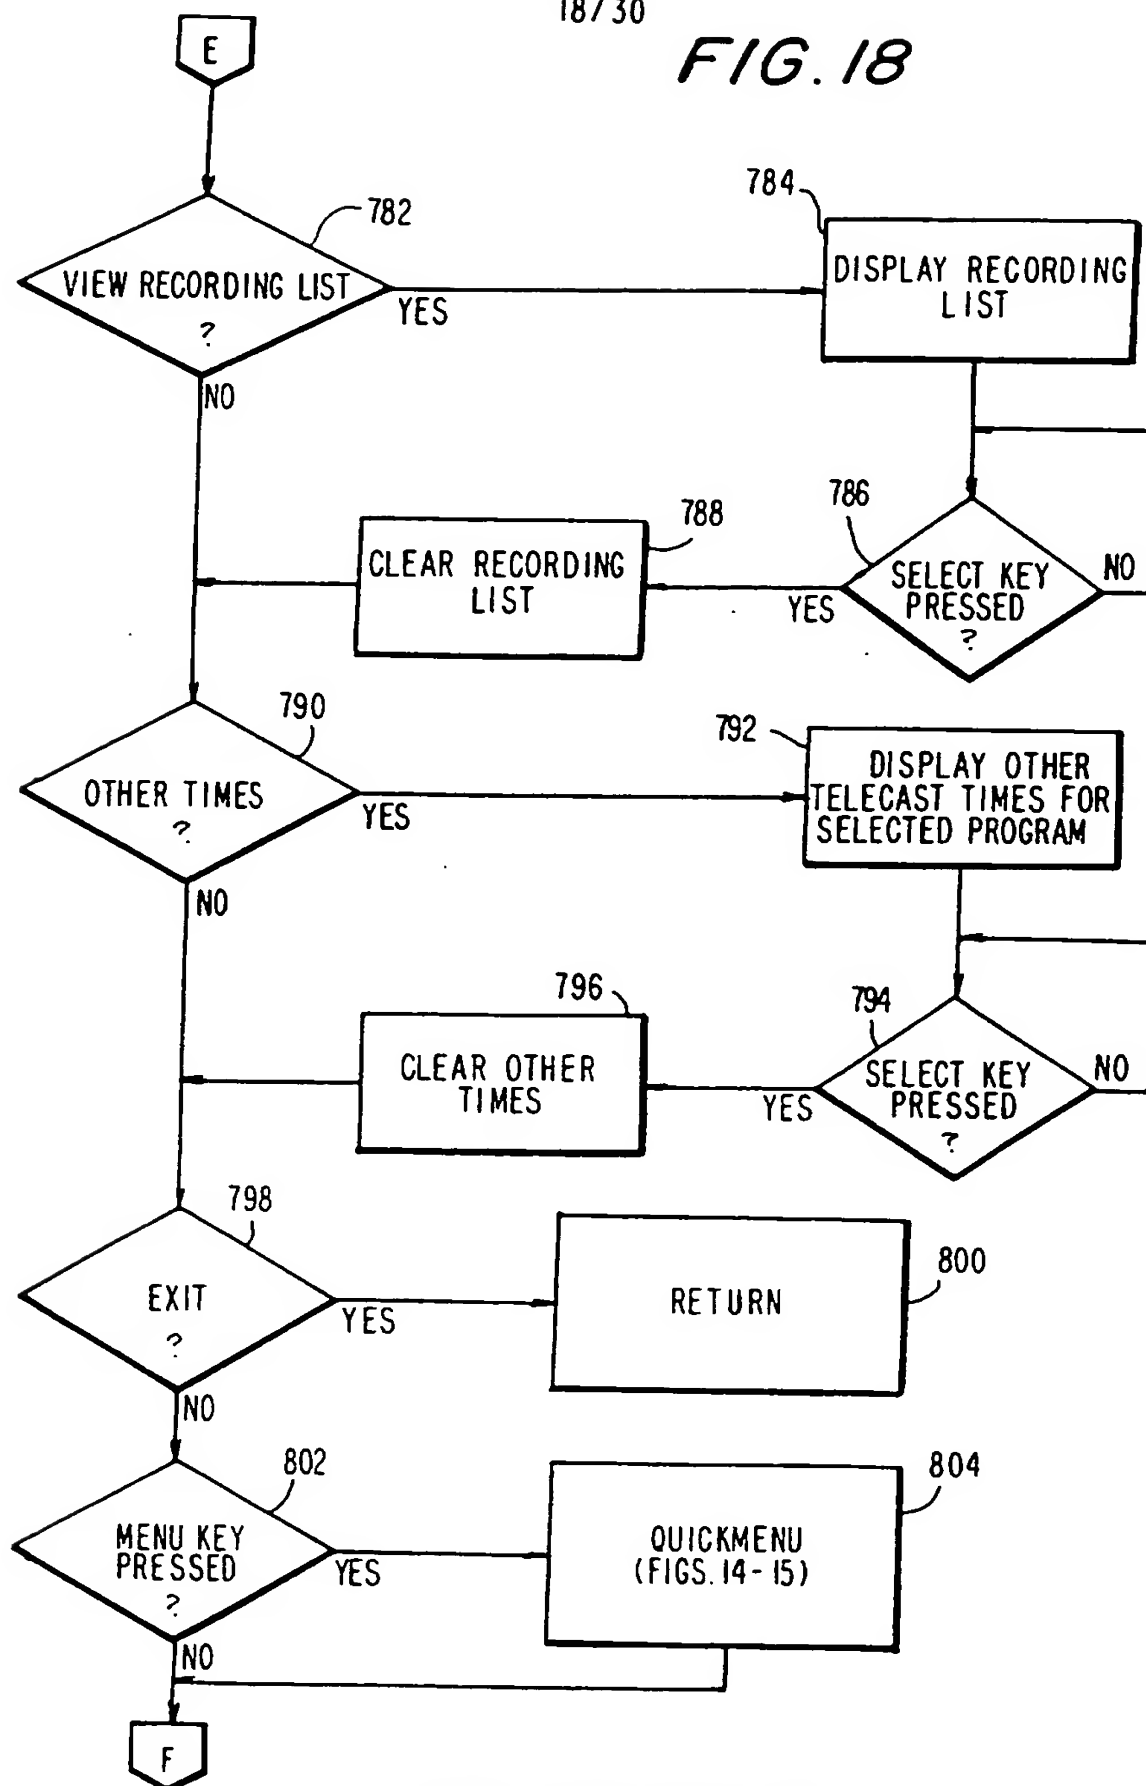 18/30
FIG. 18
E
782
VIEW RECORDING LIST
?
YES
NO
784
DISPLAY RECORDING
LIST
786
SELECT KEY
PRESSED
?
NO
YES
788
CLEAR RECORDING
LIST
790
OTHER TIMES
?
YES
NO
792
DISPLAY OTHER
TELECAST TIMES FOR
SELECTED PROGRAM
794
SELECT KEY
PRESSED
?
NO
YES
796
CLEAR OTHER
TIMES
798
EXIT
?
YES
NO
800
RETURN
802
MENU KEY
PRESSED
?
YES
NO
804
QUICKMENU
(FIGS. 14-15)
F